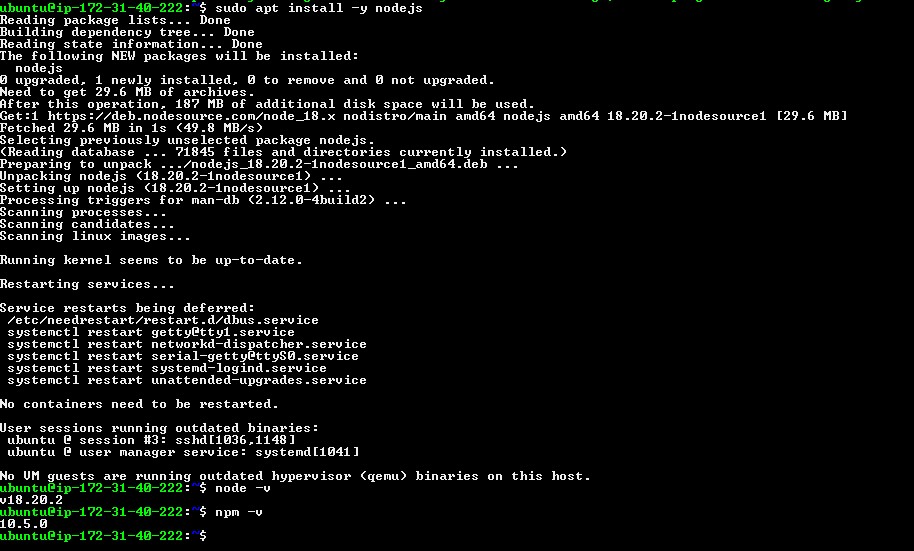 ubuntu@ip-172-31-40-222:~$ sudo apt install -y nodejs
Reading package lists... Done
Building dependency tree... Done
Reading state information... Done
The following NEW packages will be installed:
  nodejs
0 upgraded, 1 newly installed, 0 to remove and 0 not upgraded.
Need to get 29.6 MB of archives.
After this operation, 187 MB of additional disk space will be used.
Get:1 https://deb.nodesource.com/node_18.x nodistro/main amd64 nodejs amd64 18.20.2-1nodesource1 [29.6 MB]
Fetched 29.6 MB in 1s (49.8 MB/s)
Selecting previously unselected package nodejs.
(Reading database ... 71845 files and directories currently installed.)
Preparing to unpack .../nodejs_18.20.2-1nodesource1_amd64.deb ...
Unpacking nodejs (18.20.2-1nodesource1) ...
Setting up nodejs (18.20.2-1nodesource1) ...
Processing triggers for man-db (2.12.0-4build2) ...
Scanning processes...
Scanning candidates...
Scanning linux images...

Running kernel seems to be up-to-date.

Restarting services...

Service restarts being deferred:
 /etc/needrestart/restart.d/dbus.service
 systemctl restart getty@tty1.service
 systemctl restart networkd-dispatcher.service
 systemctl restart serial-getty@ttyS0.service
 systemctl restart systemd-logind.service
 systemctl restart unattended-upgrades.service

No containers need to be restarted.

User sessions running outdated binaries:
 ubuntu @ session #3: sshd[1036,1148]
 ubuntu @ user manager service: systemd[1041]

No VM guests are running outdated hypervisor (qemu) binaries on this host.
ubuntu@ip-172-31-40-222:~$ node -v
v18.20.2
ubuntu@ip-172-31-40-222:~$ npm -v
10.5.0
ubuntu@ip-172-31-40-222:~$